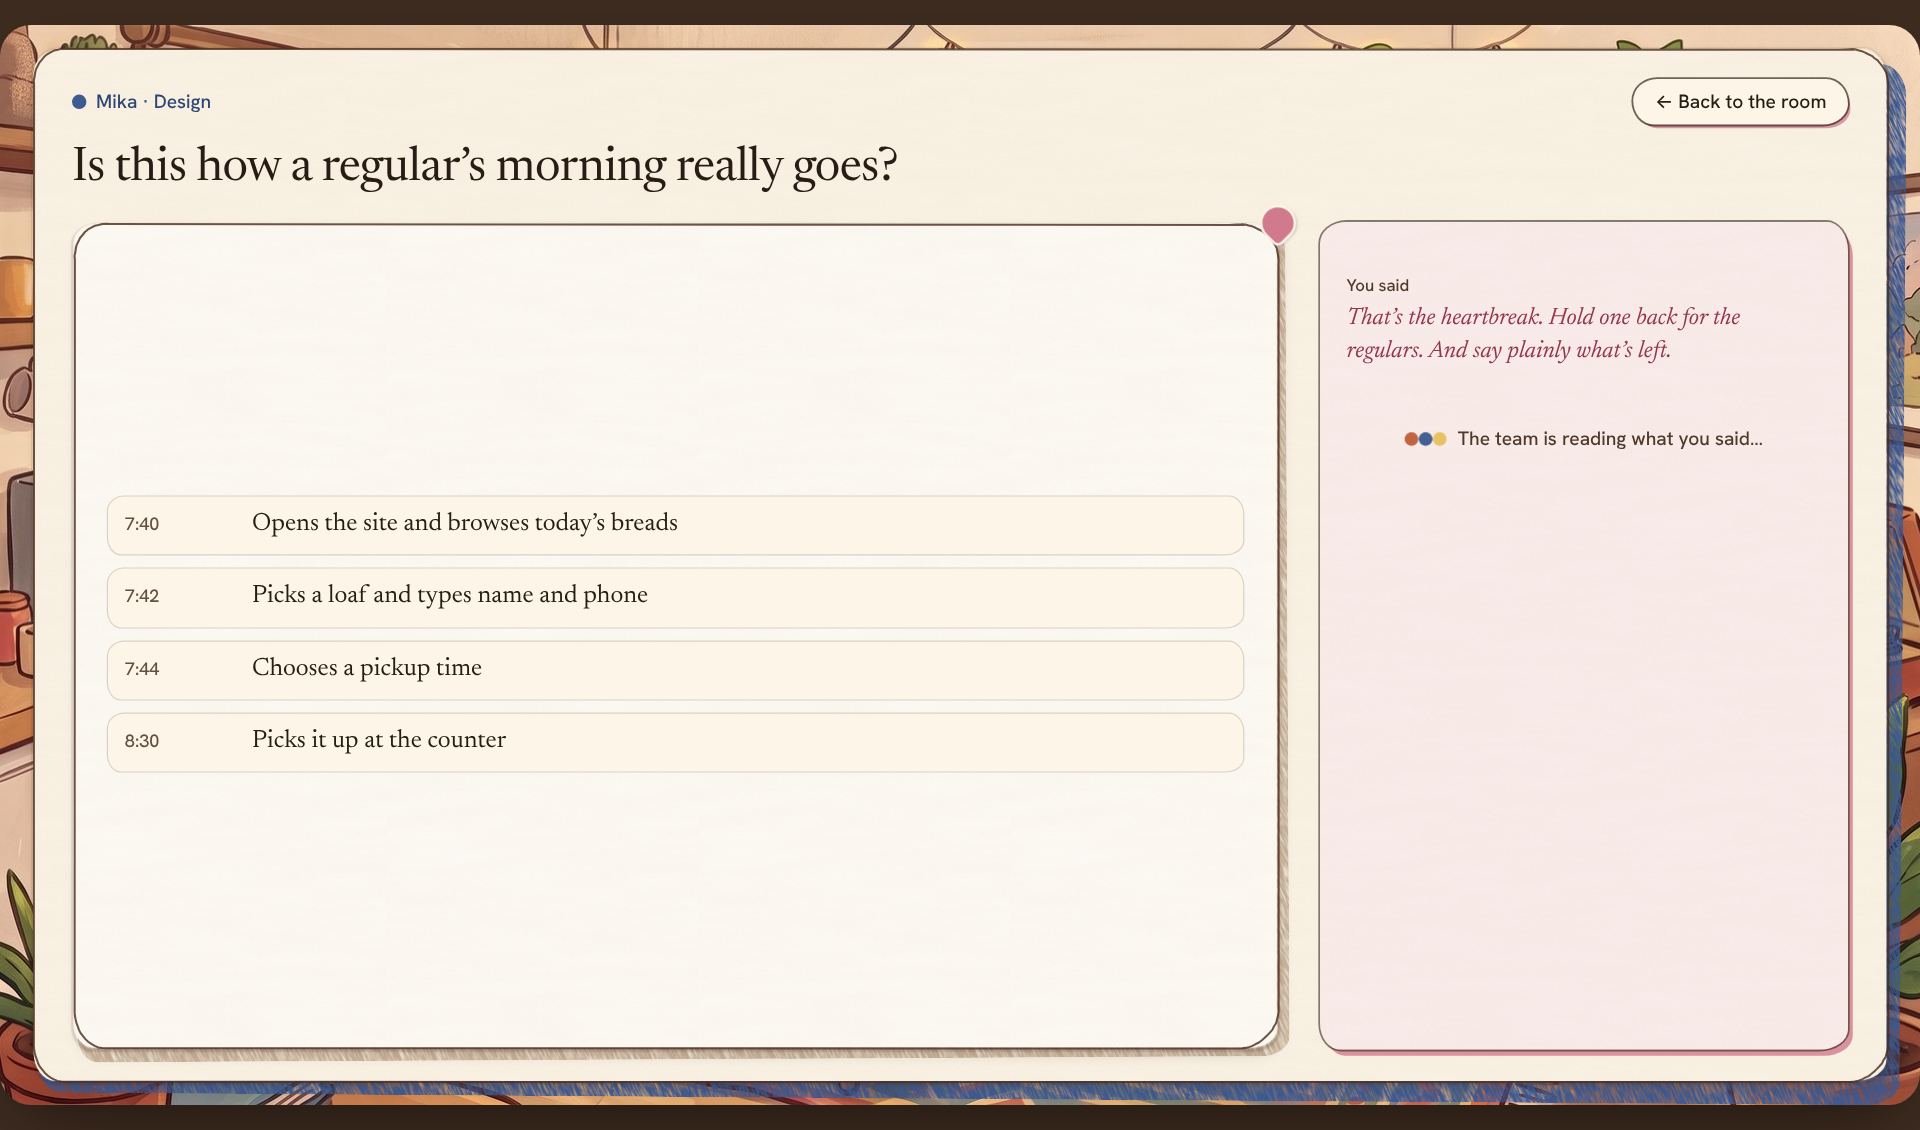 Mika · Design
← Back to the room
Is this how a regular’s morning really goes?
7:40 Opens the site and browses today’s breads
7:42 Picks a loaf and types name and phone
7:44 Chooses a pickup time
8:30 Picks it up at the counter
You said
That’s the heartbreak. Hold one back for the
regulars. And say plainly what’s left.
The team is reading what you said...